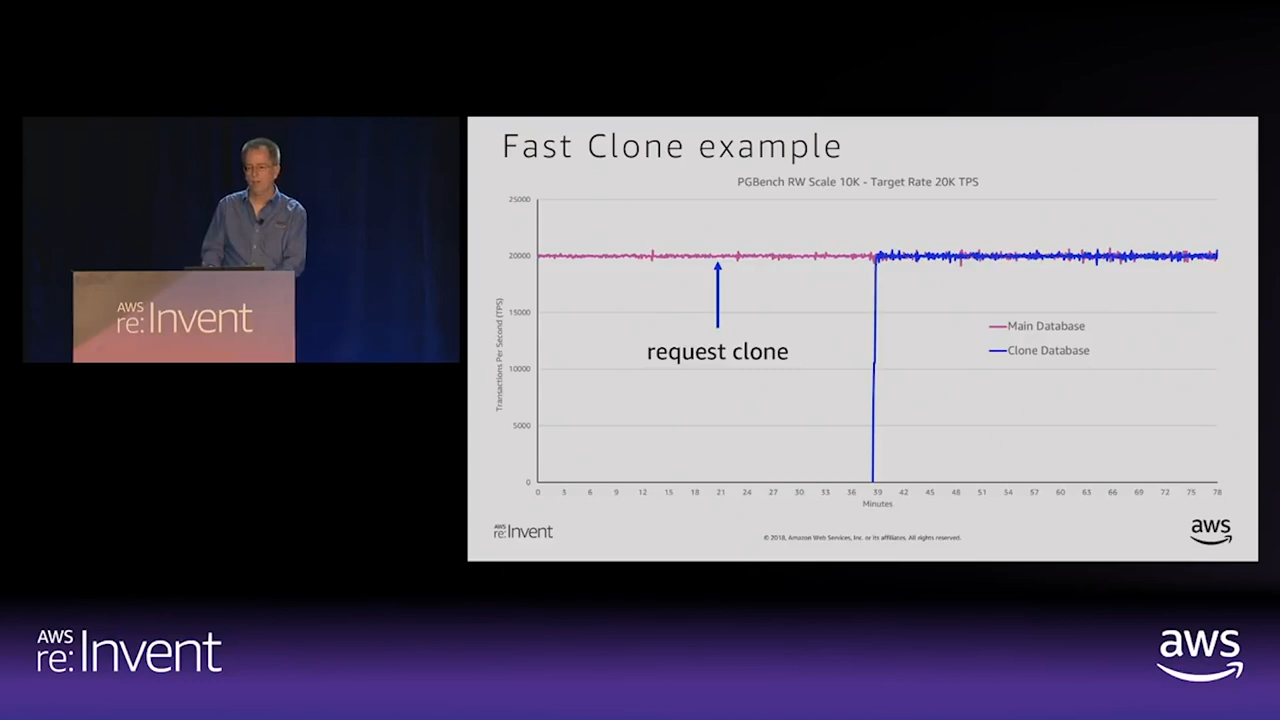 Fast Clone example
PGBench RW Scale 10K - Target Rate 20K TPS
25000
20000
15000
10000
5000
0
Transactions Per Second (TPS)
request clone
Main Database
Clone Database
0 3 6 9 12 15 18 21 24 27 30 33 36 39 42 45 48 51 54 57 60 63 66 69 72 75 78
Minutes
AWS
re:Invent
© 2018, Amazon Web Services, Inc. or its affiliates. All rights reserved.
aws
AWS
re:Invent
AWS
re:Invent
aws